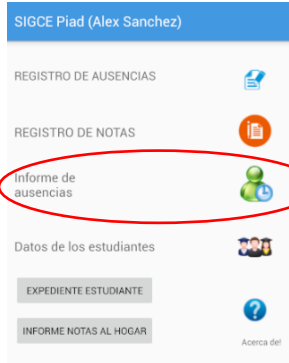 SIGCE Piad (Alex Sanchez)
REGISTRO DE AUSENCIAS
REGISTRO DE NOTAS
Informe de
ausencias
Datos de los estudiantes
EXPEDIENTE ESTUDIANTE
INFORME NOTAS AL HOGAR
Acerca de!